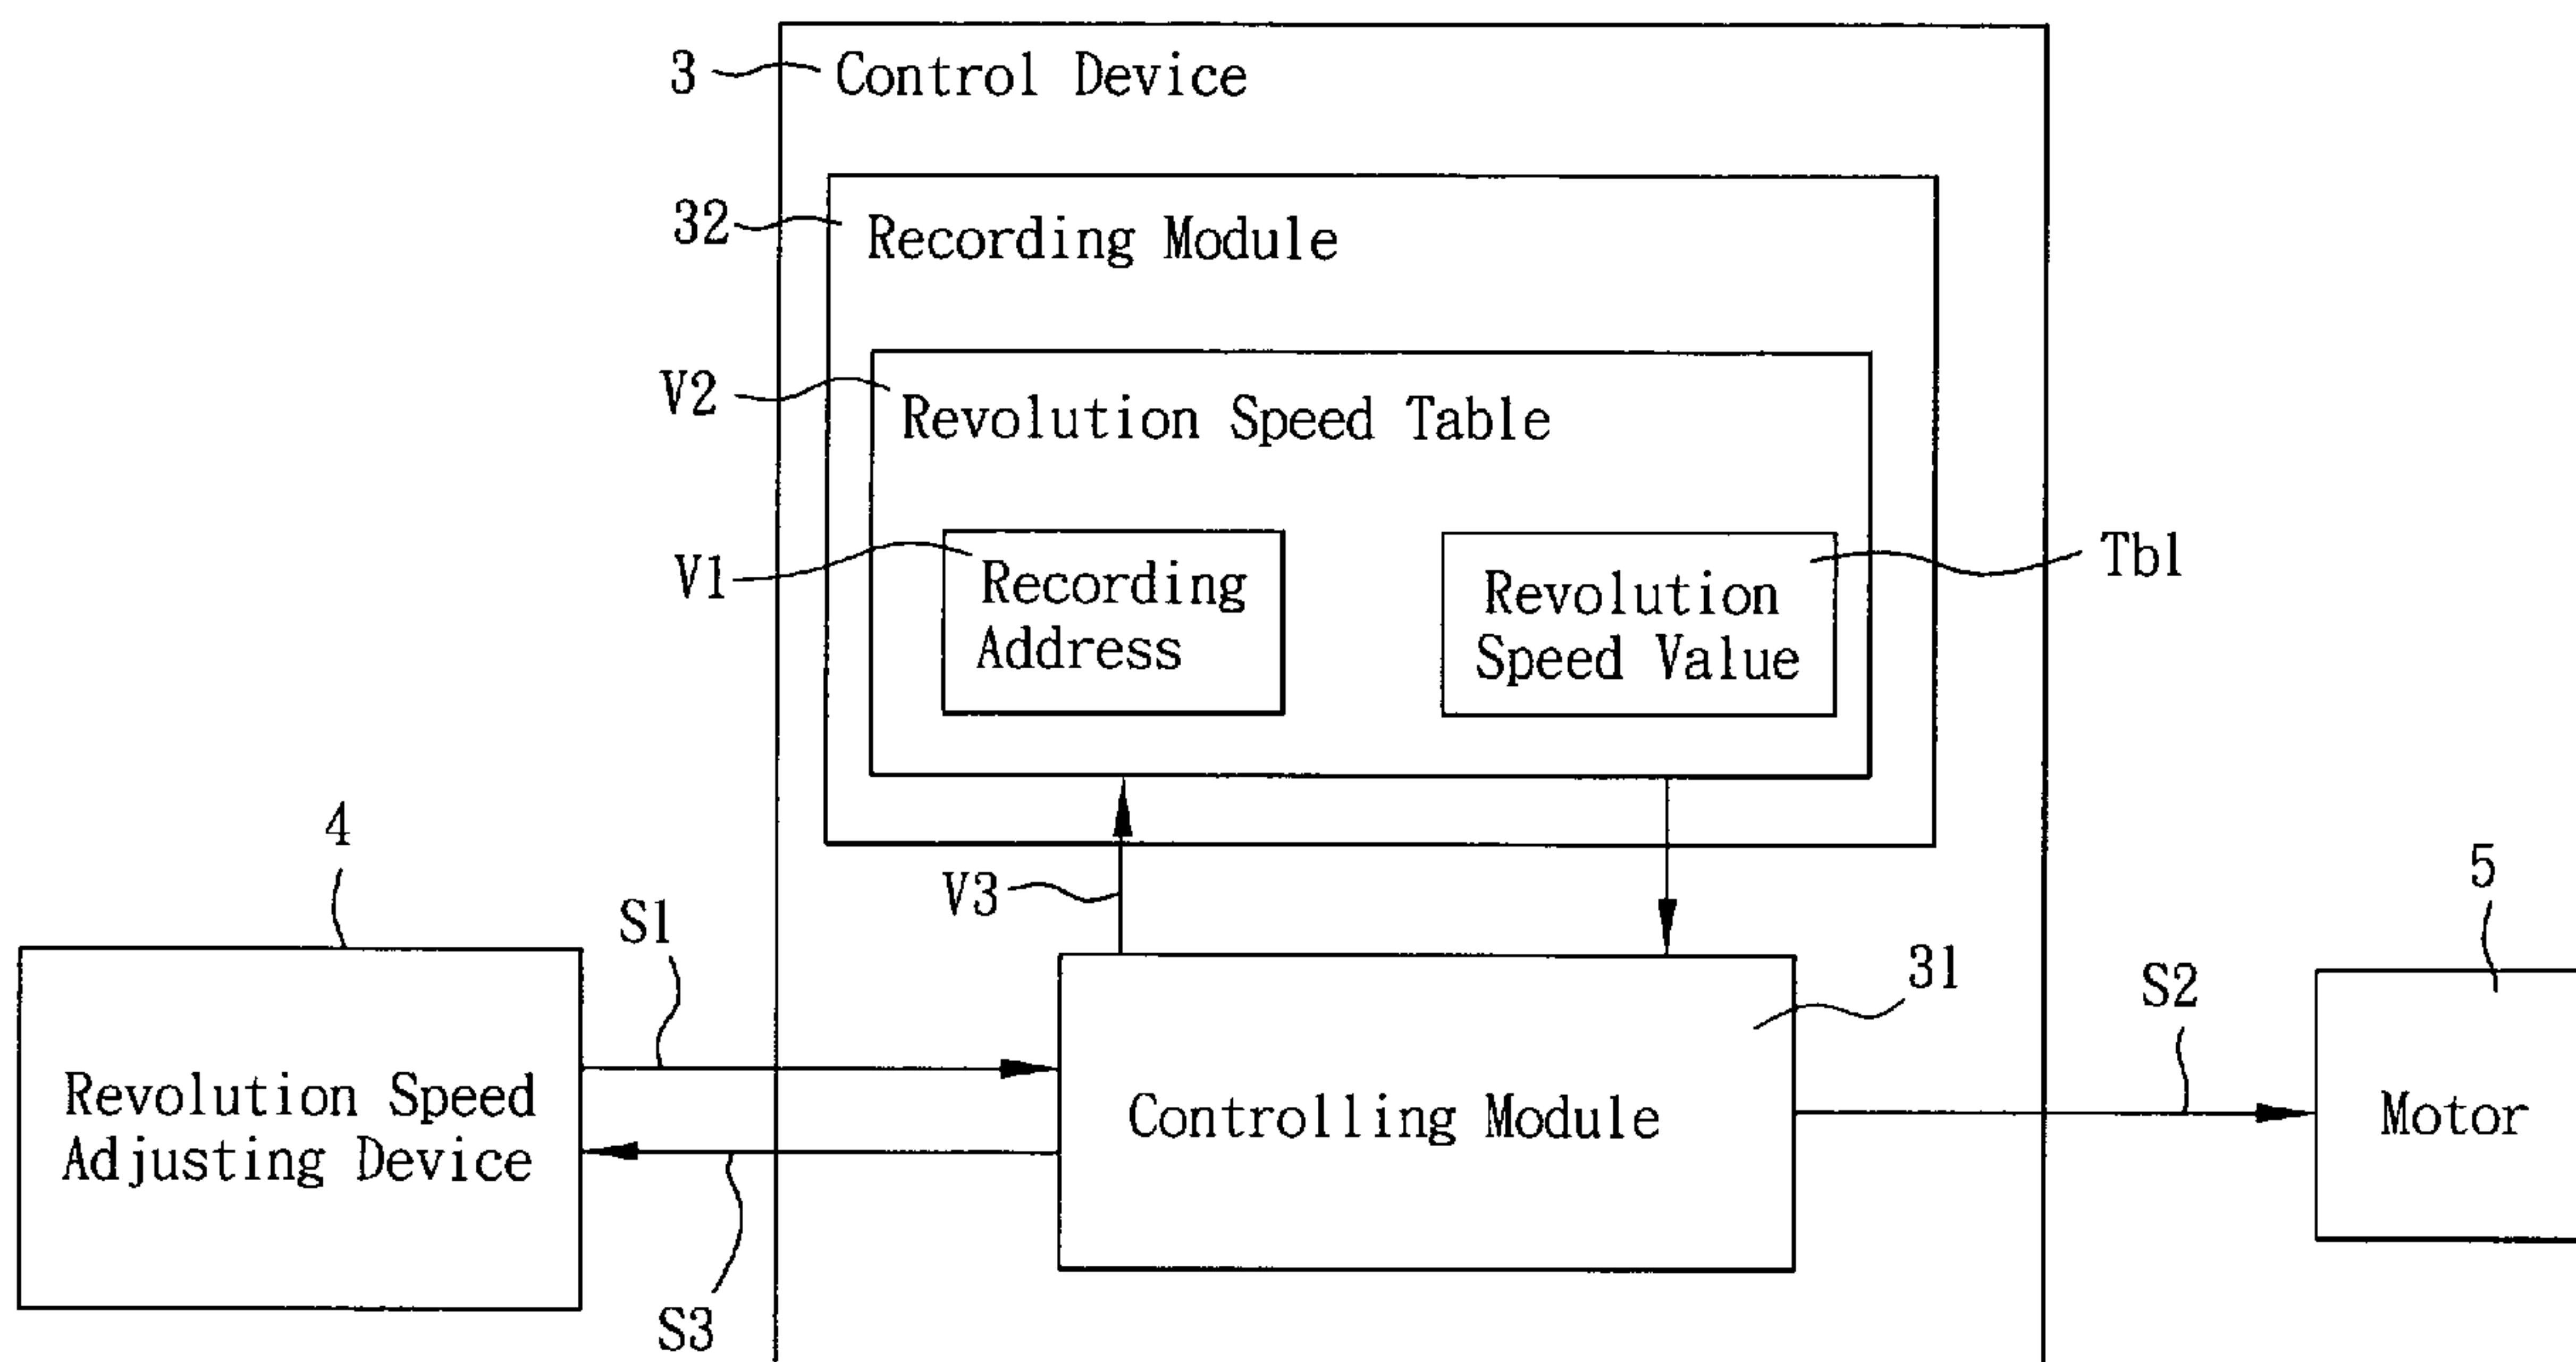 3 Control Device
32 Recording Module
V2 Revolution Speed Table
V1 Recording
Address
Revolution
Speed Value
Tbl
4
V3
5
S1
31
S2
Revolution Speed
Adjusting Device
Controlling Module
Motor
S3